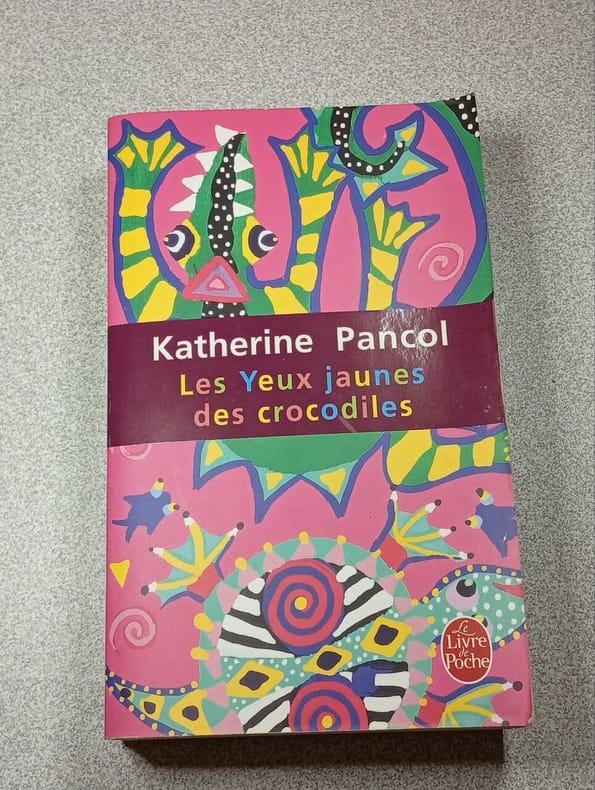 Katherine Pancol
Les Yeux jaunes
des crocodiles
Le
Livre
de
Poche